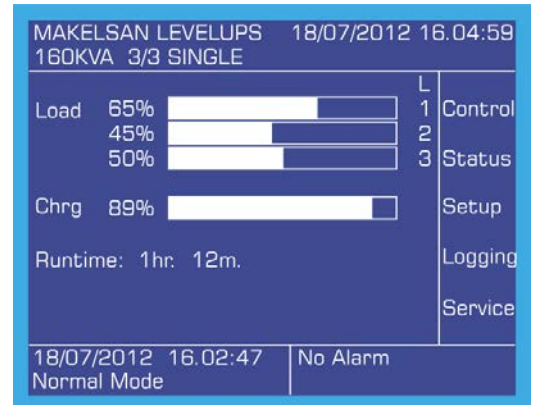 MAKELSAN LEVELUPS 18/07/2012 16.04:59
160KVA 3/3 SINGLE
L
Load 65% 1 Control
45% 2
50% 3 Status
Chrg 89% Setup
Runtime: 1hr. 12m. Logging
Service
18/07/2012 16.02:47 No Alarm
Normal Mode